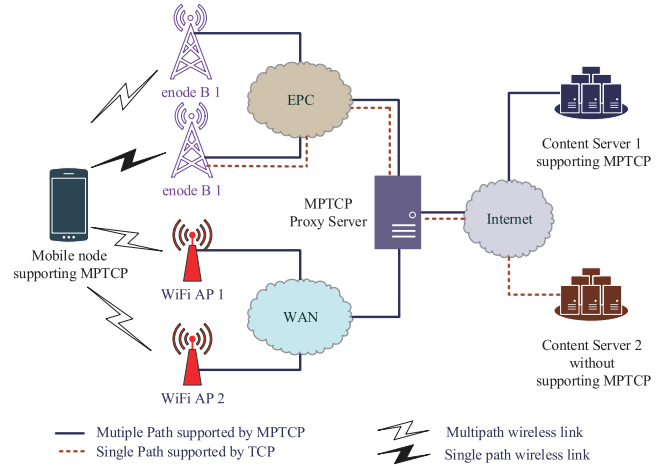 enode B 1
EPC
enode B 1
Content Server 1
supporting MPTCP
MPTCP
Proxy Server
Internet
Mobile node
supporting MPTCP
WiFi AP 1
WAN
WiFi AP 2
Content Server 2
without
supporting MPTCP
Mutiple Path supported by MPTCP
Single Path supported by TCP
Multipath wireless link
Single path wireless link